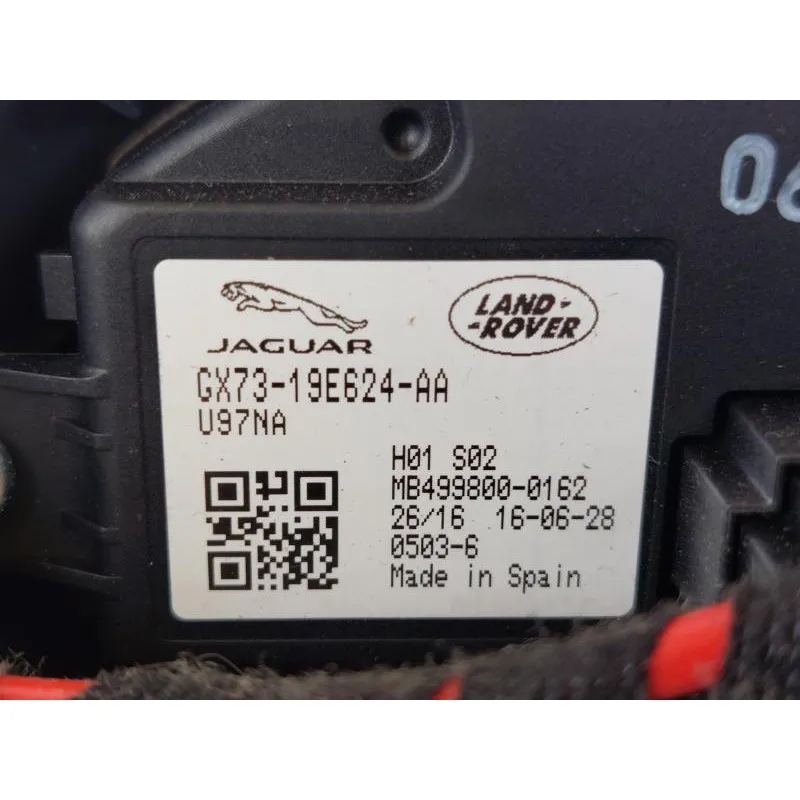 JAGUAR
LAND-
-ROVER
GX73-19E624-AA
U97NA
H01 S02
MB499800-0162
26/16 16-06-28
0503-6
Made in Spain